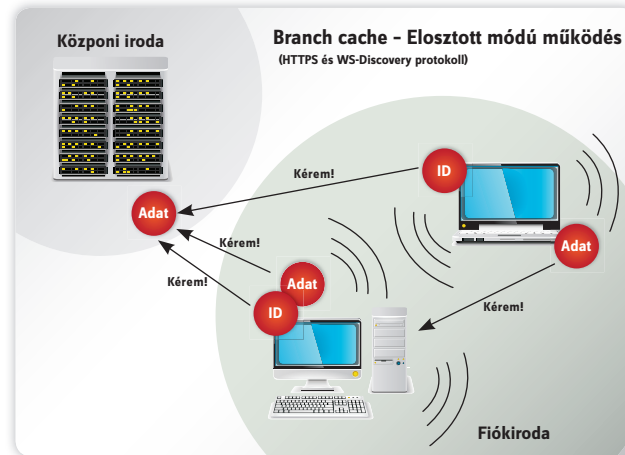 Központi iroda
Branch cache – Elosztott módú működés
(HTTPS és WS-Discovery protokoll)
ID
Kérem!
Adat
Kérem!
Adat
Kérem!
Adat
ID
Kérem!
Fiókiroda